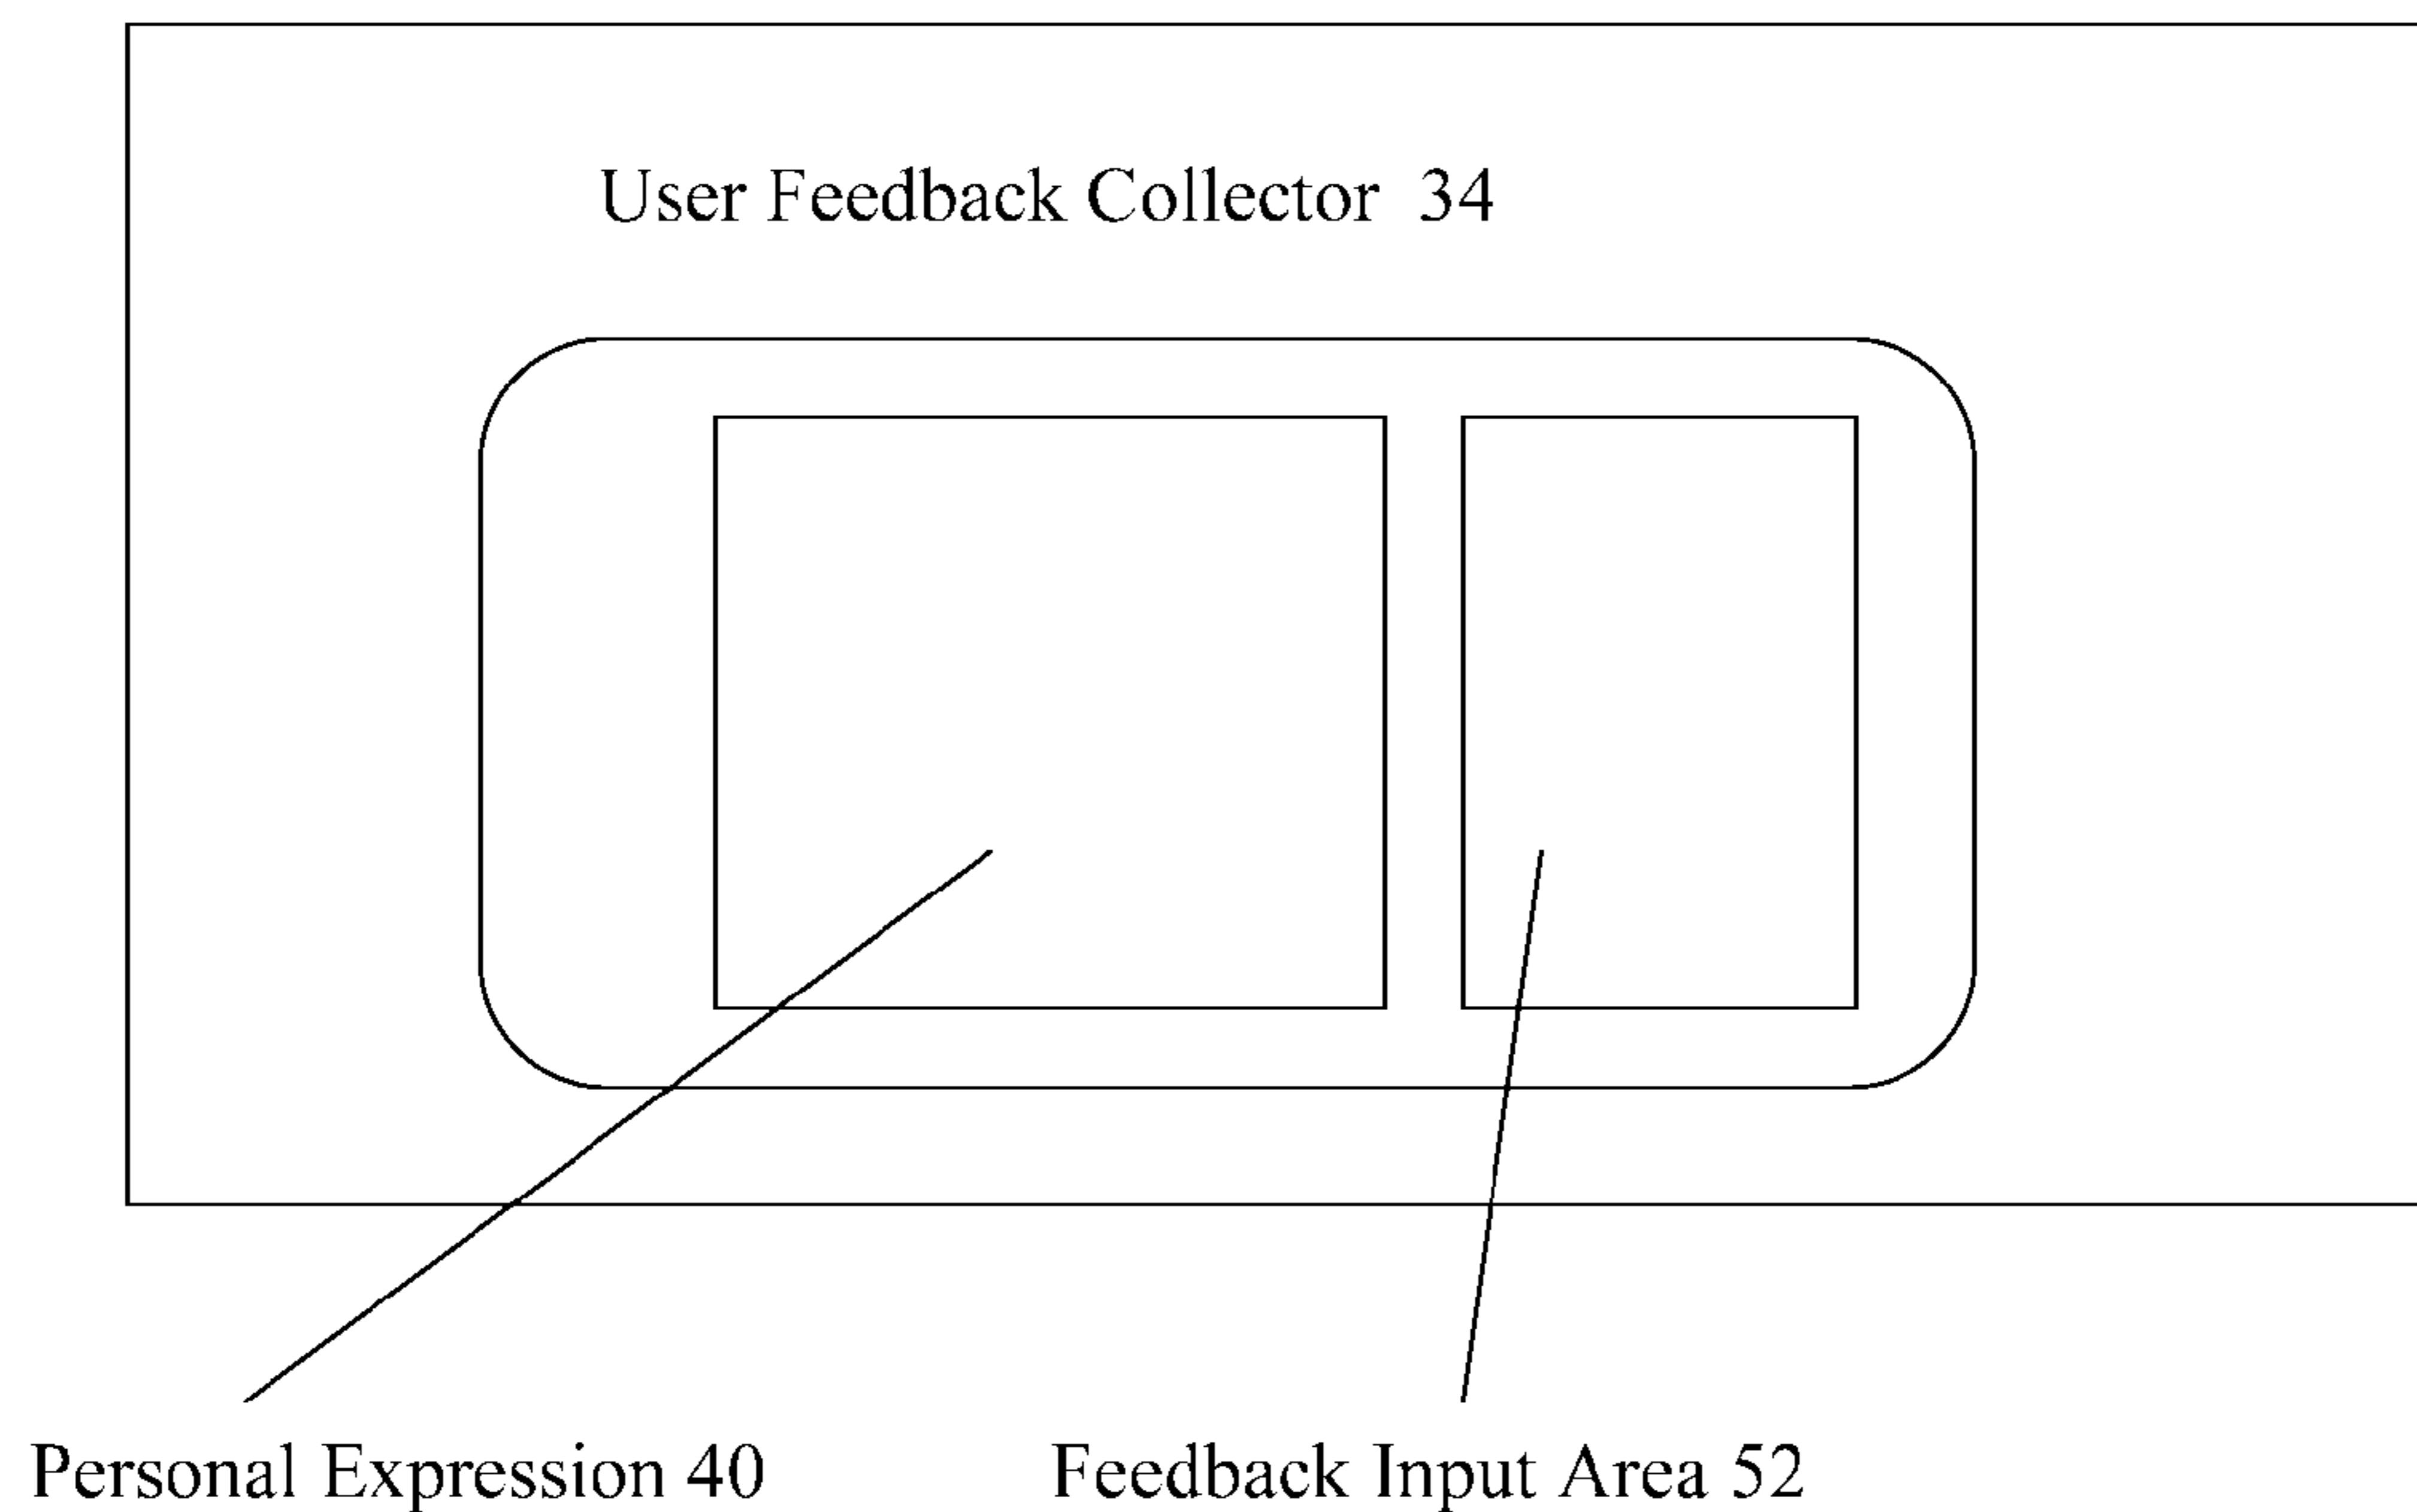 User Feedback Collector 34
Personal Expression 40
Feedback Input Area 52